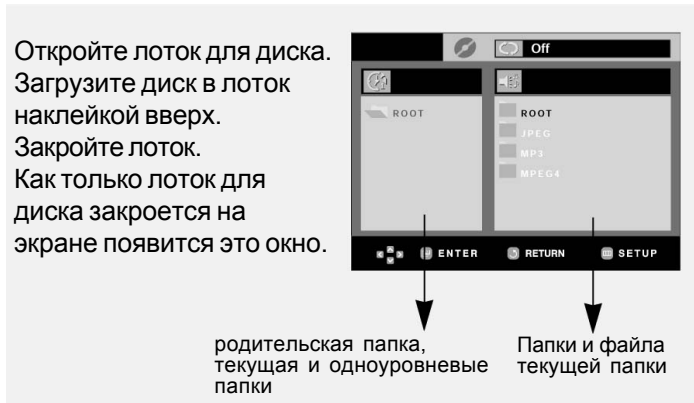 Откройте лоток для диска.
Загрузите диск в лоток
наклейкой вверх.
Закройте лоток.
Как только лоток для
диска закроется на
экране появится это окно.
Off
ROOT
ROOT
JPEG
MP3
MPEG4
ENTER RETURN SETUP
родительская папка,
текущая и одноуровневые
папки
Папки и файла
текущей папки